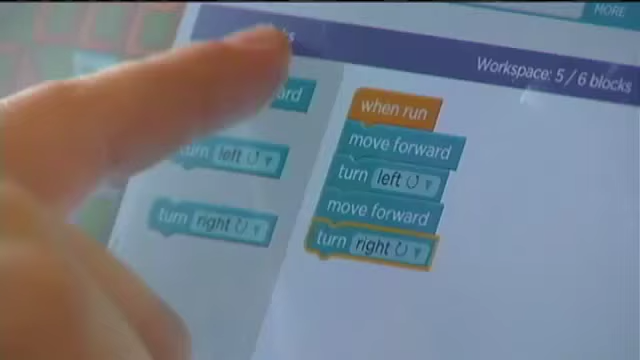 MORE
Workspace: 5 / 6 blocks
when run
move forward
turn left
turn left
move forward
turn right
turn right